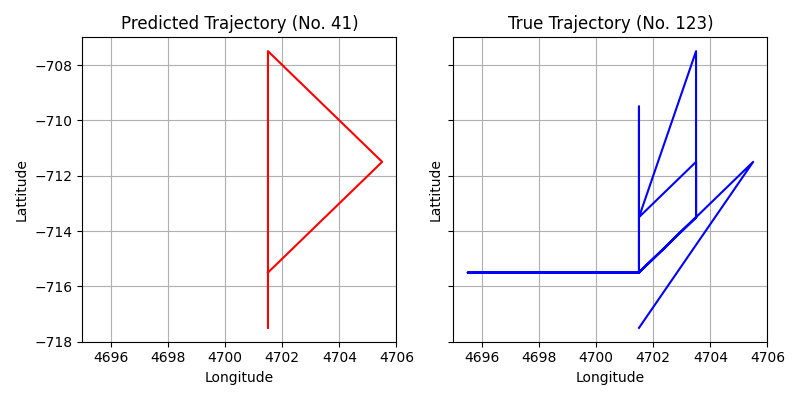 Predicted Trajectory (No. 41)
True Trajectory (No. 123)
−708
−710
−712
−714
−716
−718
Lattitude
Lattitude
4696 4698 4700 4702 4704 4706
4696 4698 4700 4702 4704 4706
Longitude
Longitude